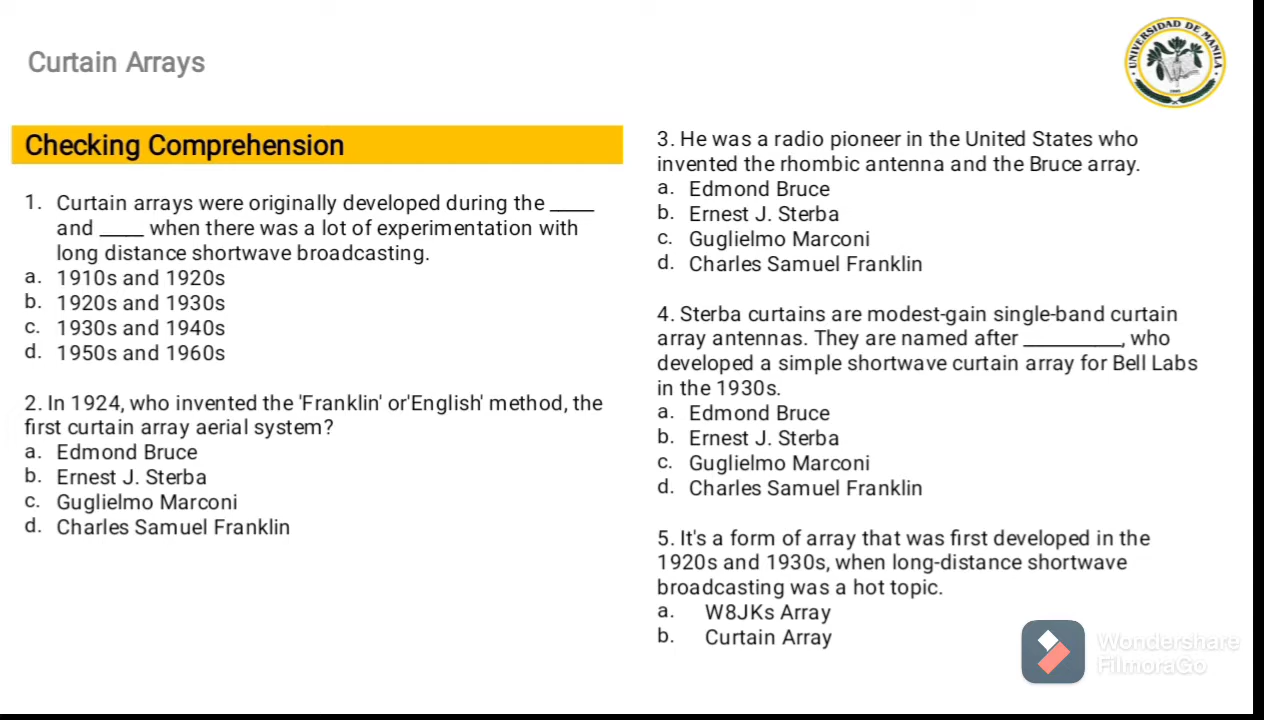 Curtain Arrays
UNIVERSIDAD DE MANILA
Checking Comprehension
1. Curtain arrays were originally developed during the ____
and ____ when there was a lot of experimentation with
long distance shortwave broadcasting.
a. 1910s and 1920s
b. 1920s and 1930s
c. 1930s and 1940s
d. 1950s and 1960s
2. In 1924, who invented the 'Franklin' or'English' method, the
first curtain array aerial system?
a. Edmond Bruce
b. Ernest J. Sterba
c. Guglielmo Marconi
d. Charles Samuel Franklin
3. He was a radio pioneer in the United States who
invented the rhombic antenna and the Bruce array.
a. Edmond Bruce
b. Ernest J. Sterba
c. Guglielmo Marconi
d. Charles Samuel Franklin
4. Sterba curtains are modest-gain single-band curtain
array antennas. They are named after _________, who
developed a simple shortwave curtain array for Bell Labs
in the 1930s.
a. Edmond Bruce
b. Ernest J. Sterba
c. Guglielmo Marconi
d. Charles Samuel Franklin
5. It's a form of array that was first developed in the
1920s and 1930s, when long-distance shortwave
broadcasting was a hot topic.
a. W8JKs Array
b. Curtain Array
Wondershare
FilmoraGo